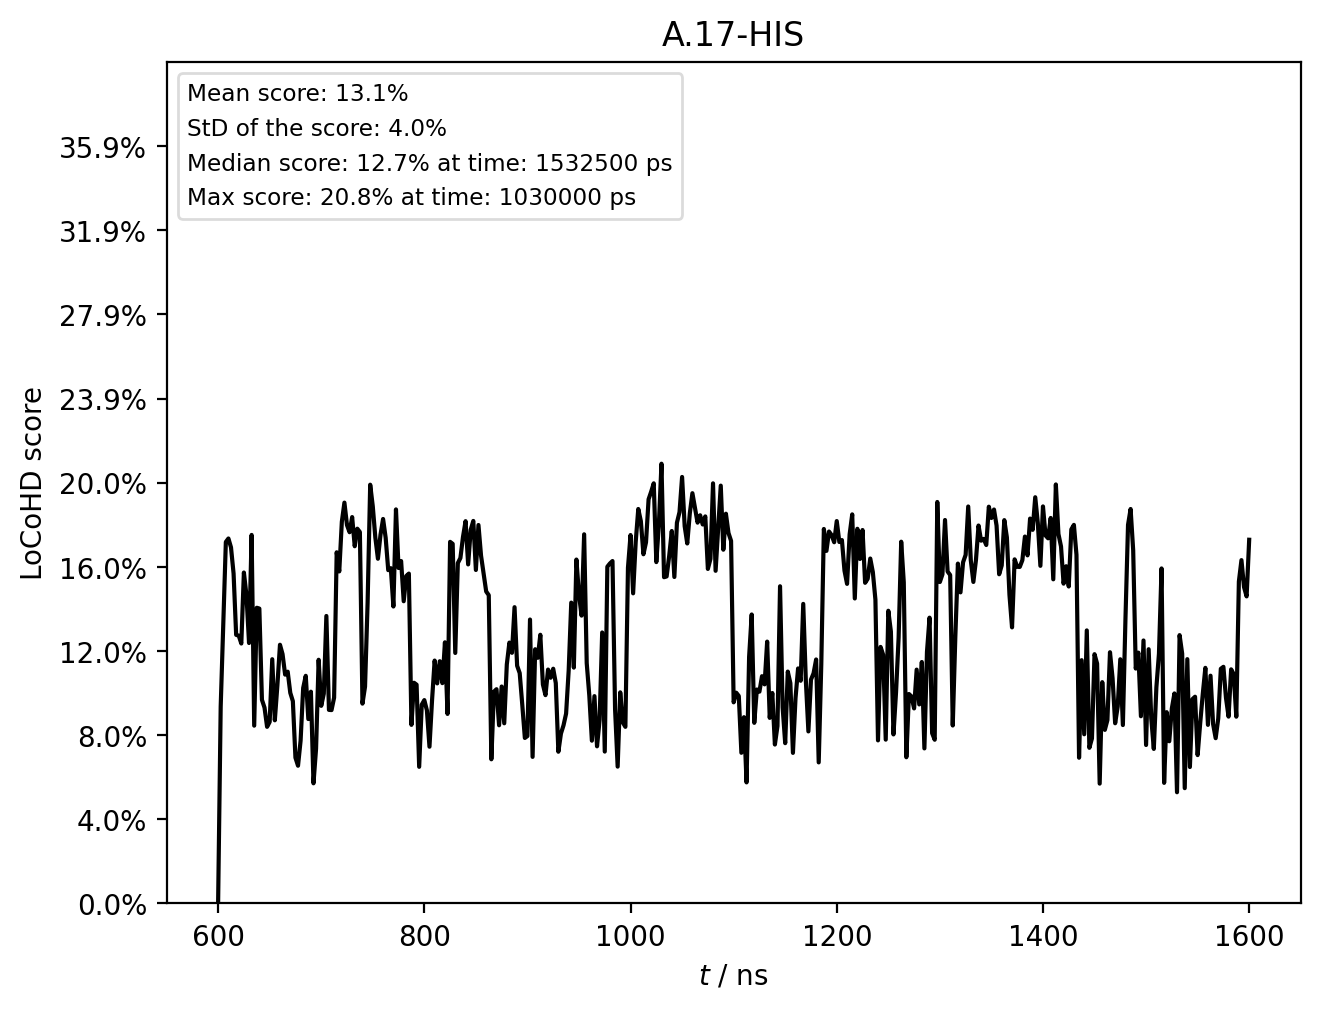 A.17-HIS
Mean score: 13.1%
StD of the score: 4.0%
Median score: 12.7% at time: 1532500 ps
Max score: 20.8% at time: 1030000 ps
35.9%
31.9%
27.9%
23.9%
20.0%
16.0%
12.0%
8.0%
4.0%
0.0%
LoCoHD score
600 800 1000 1200 1400 1600
t / ns